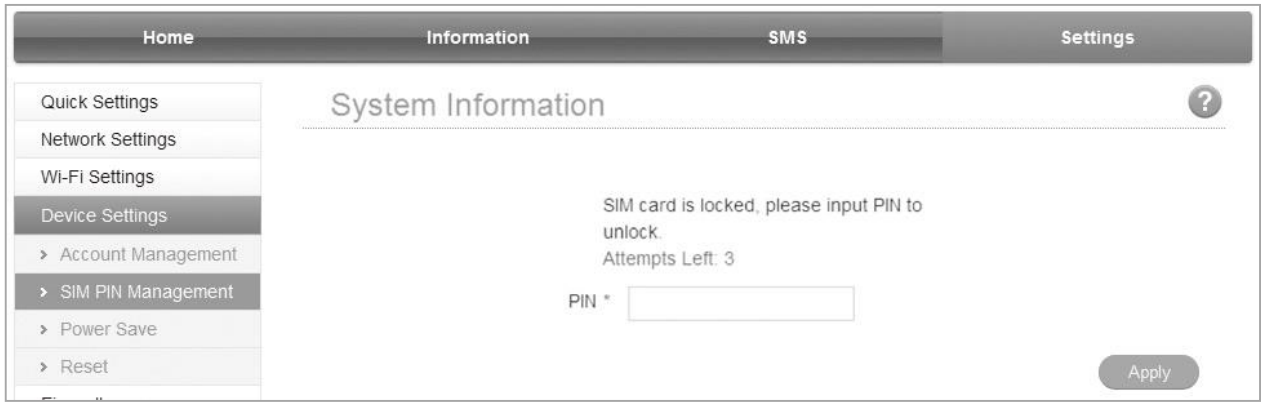 Home Information SMS Settings
Quick Settings
Network Settings
Wi-Fi Settings
Device Settings
> Account Management
> SIM PIN Management
> Power Save
> Reset
System Information
?
SIM card is locked, please input PIN to
unlock.
Attempts Left: 3
PIN *
Apply